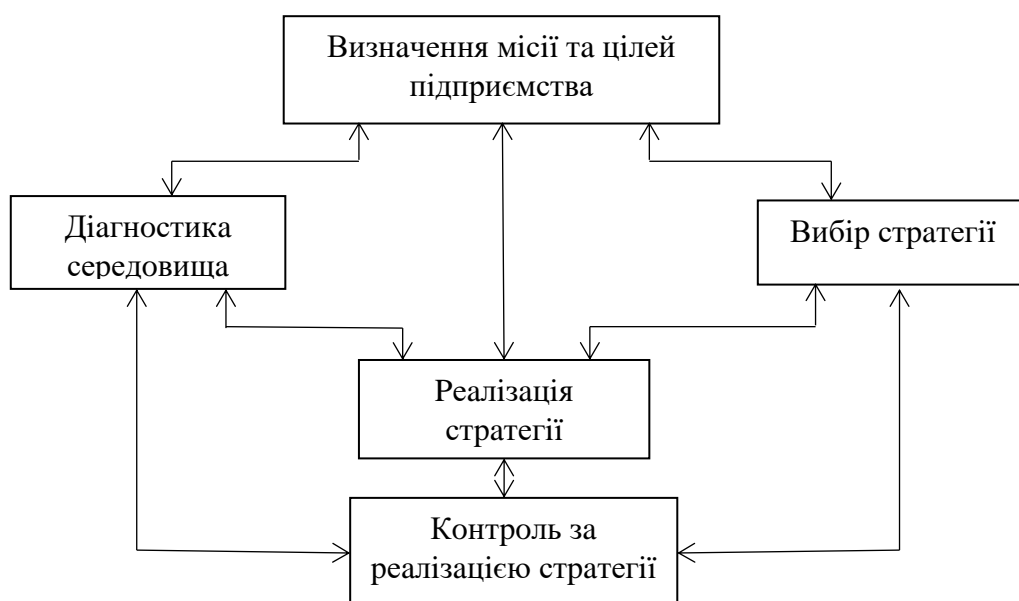 Визначення місії та цілей
підприємства
Діагностика
середовища
Вибір стратегії
Реалізація
стратегії
Контроль за
реалізацією стратегії